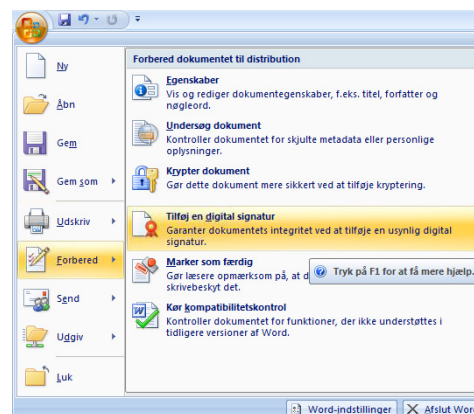 Ny
Åbn
Gem
Gem som
Udskriv
Forbered
Send
Udgiv
Luk
Forbered dokumentet til distribution
Egenskaber
Vis og rediger dokumentegenskaber, f.eks. titel, forfatter og
nøgleord.
Undersøg dokument
Kontroller dokumentet for skjulte metadata eller personlige
oplysninger.
Krypter dokument
Gør dette dokument mere sikkert ved at tilføje kryptering.
Tilføj en digital signatur
Garanter dokumentets integritet ved at tilføje en usynlig digital
signatur.
Marker som færdig
Gør læsere opmærksom på, at d
skrivebeskyt det.
Tryk på F1 for at få mere hjælp.
Kør kompatibilitetskontrol
Kontroller dokumentet for funktioner, der ikke understøttes i
tidligere versioner af Word.
Word-indstillinger
Afslut Word